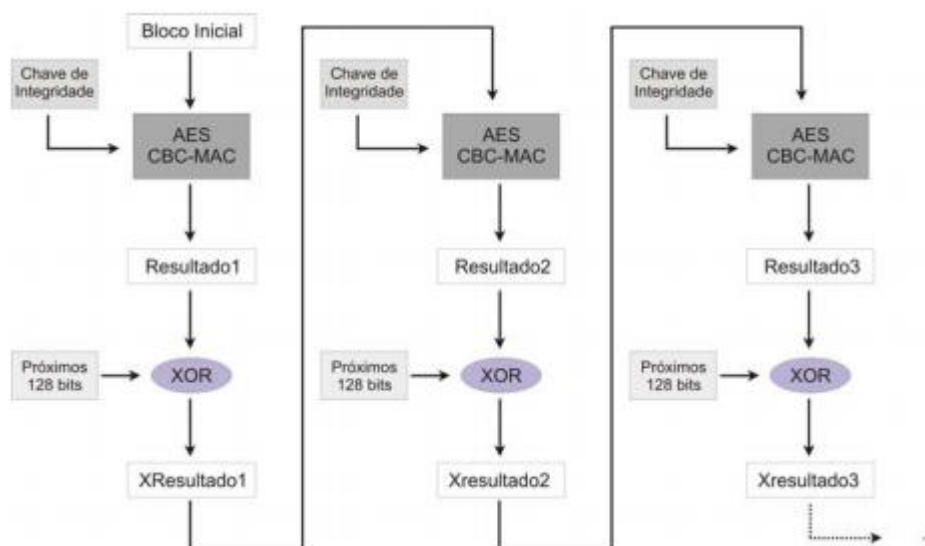 Bloco Inicial
Chave de
Integridade
AES
CBC-MAC
Resultado1
Próximos
128 bits
XOR
XResultado1
Chave de
Integridade
AES
CBC-MAC
Resultado2
Próximos
128 bits
XOR
Xresultado2
Chave de
Integridade
AES
CBC-MAC
Resultado3
Próximos
128 bits
XOR
Xresultado3